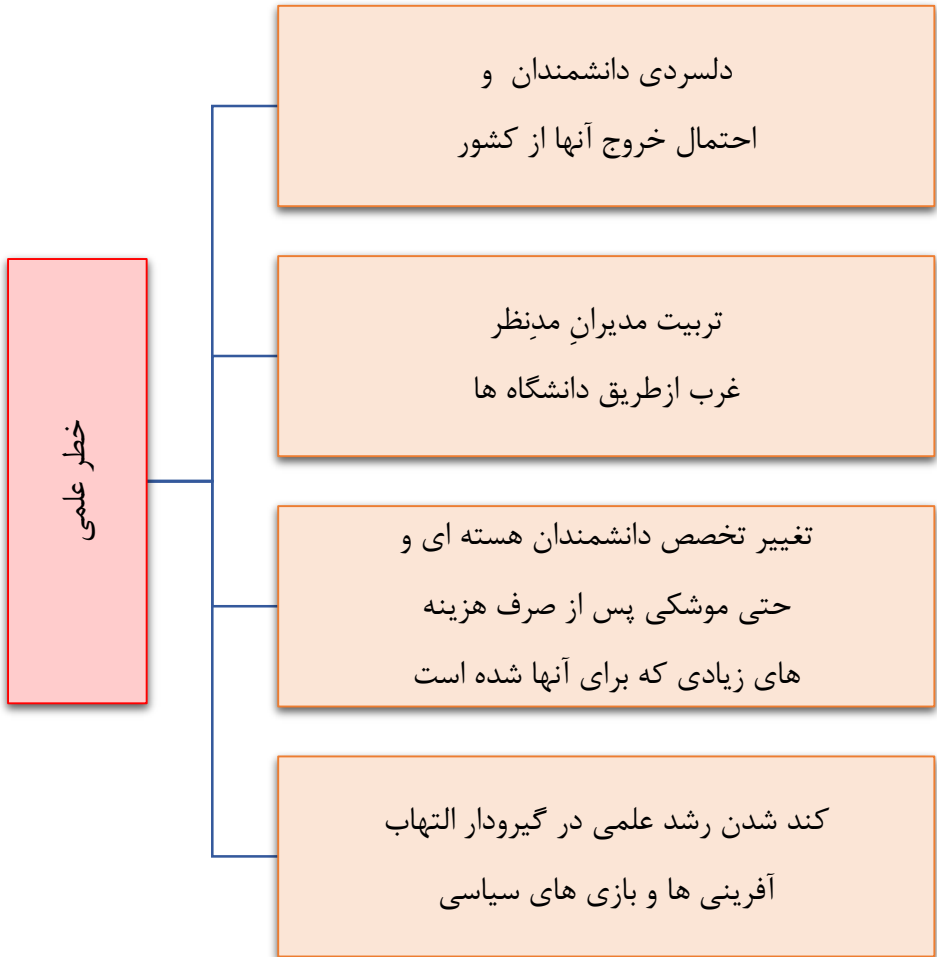 خطر علمی
دلسردی دانشمندان و
احتمال خروج آنها از کشور
تربیت مدیرانِ مدِنظر
غرب ازطریق دانشگاه ها
تغییر تخصص دانشمندان هسته ای و
حتی موشکی پس از صرف هزینه
های زیادی که برای آنها شده است
کند شدن رشد علمی در گیرودار التهاب
آفرینی ها و بازی های سیاسی